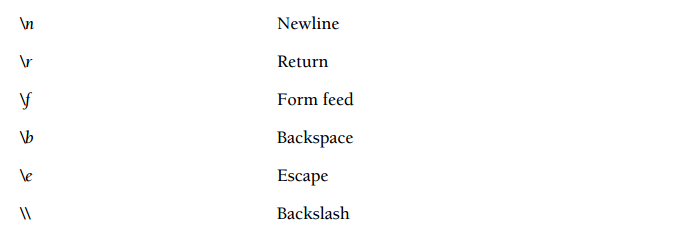 \n Newline
\r Return
\f Form feed
\b Backspace
\e Escape
\\ Backslash